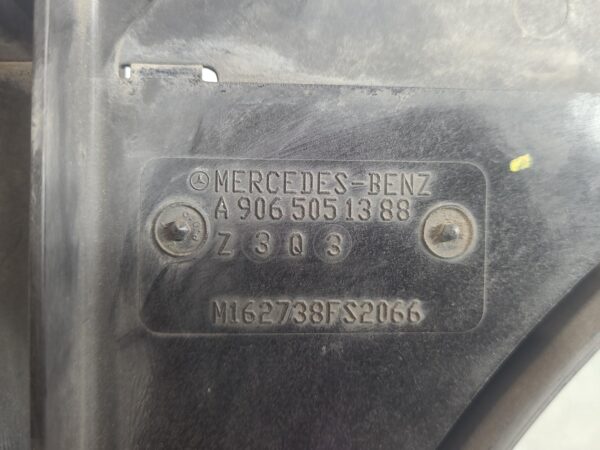 MERCEDES-BENZ
A 906 505 13 88
Z 3 Q 3
M162738FS2066